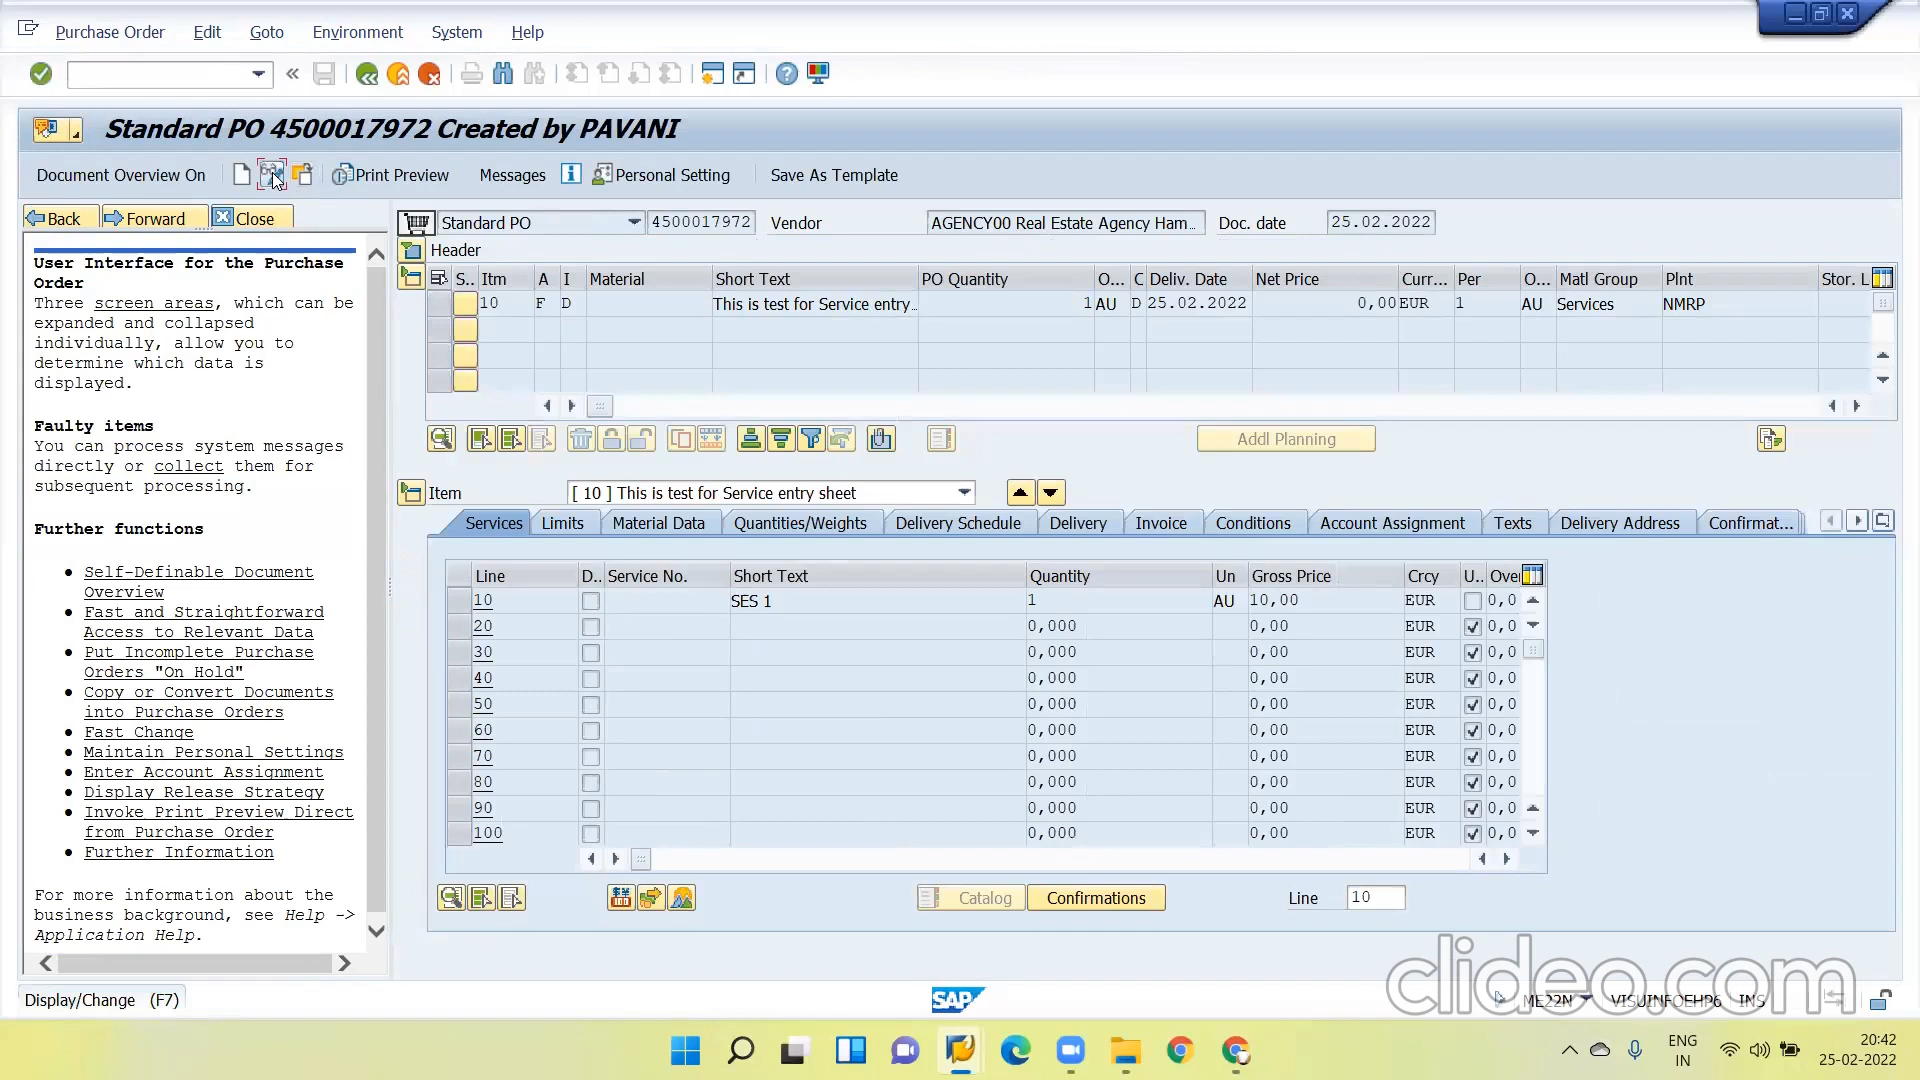 Purchase Order Edit Goto Environment System Help
Standard PO 4500017972 Created by PAVANI
Document Overview On Print Preview Messages Personal Setting Save As Template
Back Forward Close
Standard PO 4500017972 Vendor AGENCY00 Real Estate Agency Ham... Doc. date 25.02.2022
Header
S.. Itm A I Material Short Text PO Quantity O... C Deliv. Date Net Price Curr... Per O... Matl Group Plnt Stor. L
10 F D This is test for Service entry... 1 AU D 25.02.2022 0,00 EUR 1 AU Services NMRP
Addl Planning
Item [ 10 ] This is test for Service entry sheet
Services Limits Material Data Quantities/Weights Delivery Schedule Delivery Invoice Conditions Account Assignment Texts Delivery Address Confirmat...
Line D.. Service No. Short Text Quantity Un Gross Price Crcy U.. Over
10 SES 1 1 AU 10,00 EUR 0,0
20 0,000 0,00 EUR 0,0
30 0,000 0,00 EUR 0,0
40 0,000 0,00 EUR 0,0
50 0,000 0,00 EUR 0,0
60 0,000 0,00 EUR 0,0
70 0,000 0,00 EUR 0,0
80 0,000 0,00 EUR 0,0
90 0,000 0,00 EUR 0,0
100 0,000 0,00 EUR 0,0
Catalog Confirmations Line 10
User Interface for the Purchase
Order
Three screen areas, which can be
expanded and collapsed
individually, allow you to
determine which data is
displayed.
Faulty items
You can process system messages
directly or collect them for
subsequent processing.
Further functions
Self-Definable Document
Overview
Fast and Straightforward
Access to Relevant Data
Put Incomplete Purchase
Orders "On Hold"
Copy or Convert Documents
into Purchase Orders
Fast Change
Maintain Personal Settings
Enter Account Assignment
Display Release Strategy
Invoke Print Preview Direct
from Purchase Order
Further Information
For more information about the
business background, see Help ->
Application Help.
Display/Change (F7)
SAP
clideo.com
ME22N VISUINFOEHP6 INS
ENG
IN
20:42
25-02-2022